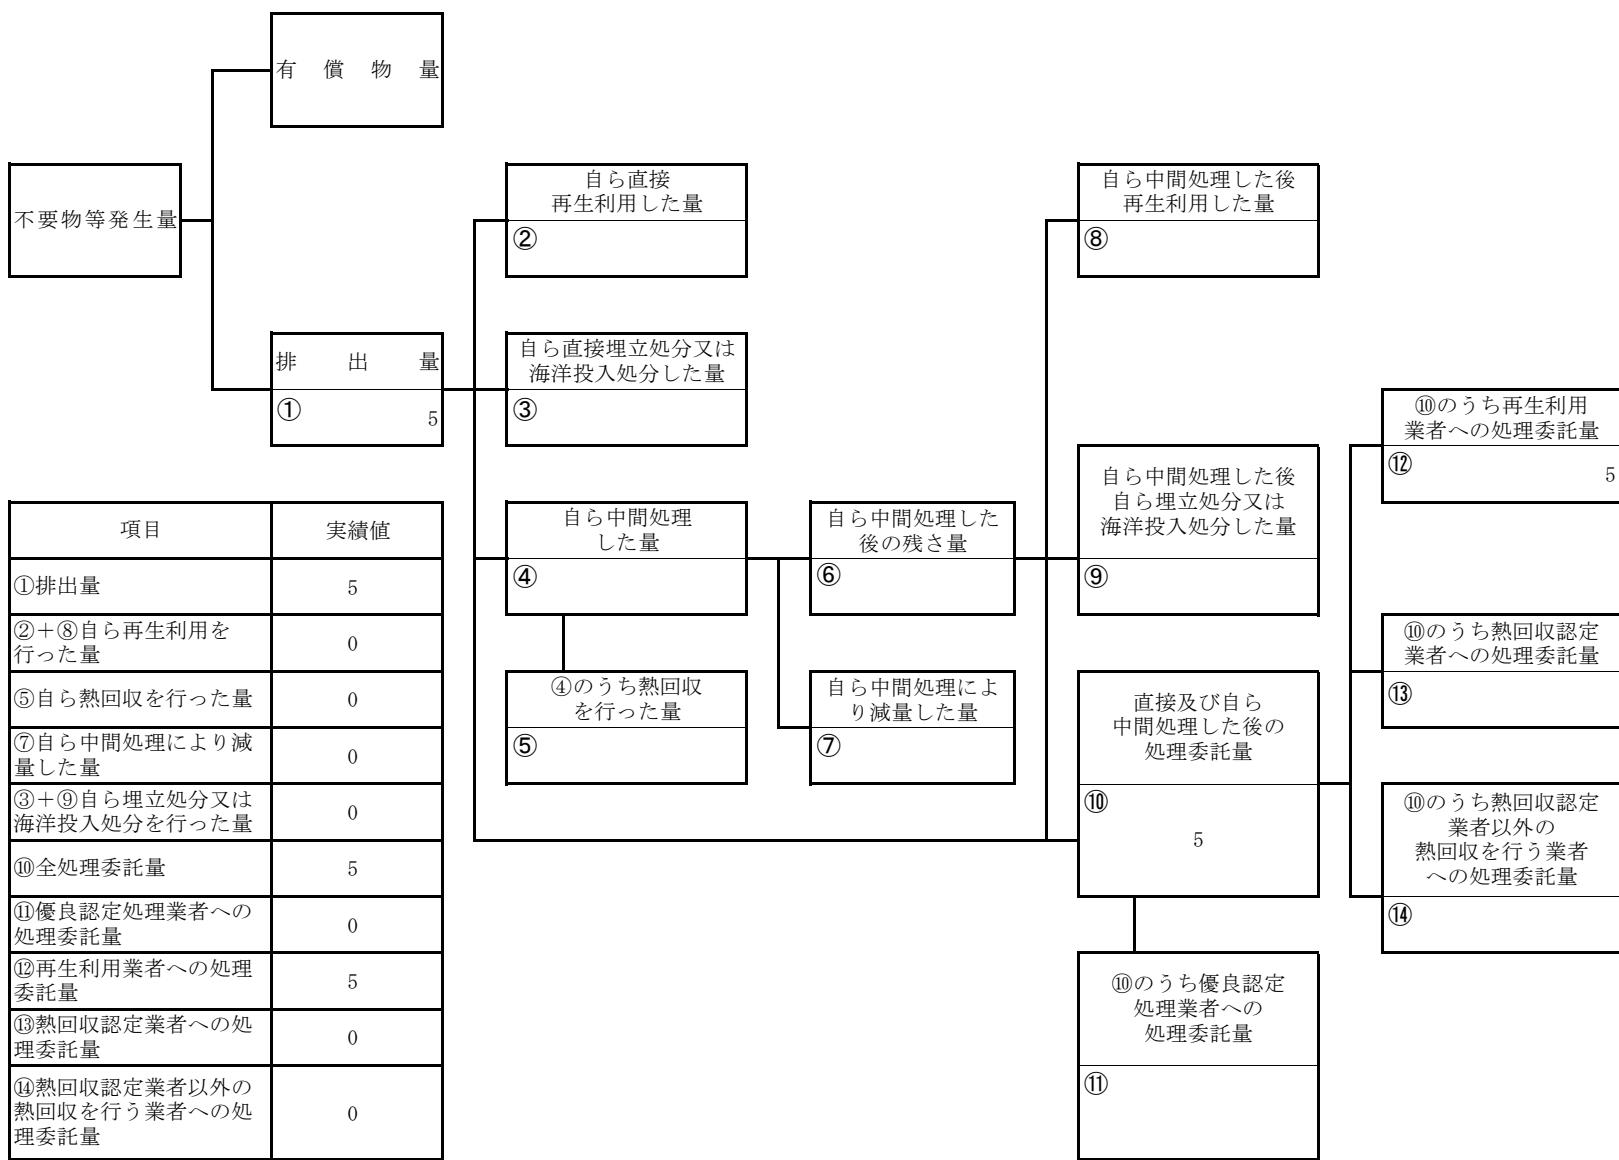 有償物量
不要物等発生量
排出量
①
5
自ら直接
再生利用した量
②
自ら直接埋立処分又は
海洋投入処分した量
③
自ら中間処理
した量
④
④のうち熱回収
を行った量
⑤
自ら中間処理した
後の残さ量
⑥
自ら中間処理によ
り減量した量
⑦
自ら中間処理した後
再生利用した量
⑧
自ら中間処理した後
自ら埋立処分又は
海洋投入処分した量
⑨
直接及び自ら
中間処理した後の
処理委託量
⑩
5
⑩のうち優良認定
処理業者への
処理委託量
⑪
⑩のうち再生利用
業者への処理委託量
⑫
5
⑩のうち熱回収認定
業者への処理委託量
⑬
⑩のうち熱回収認定
業者以外の
熱回収を行う業者
への処理委託量
⑭
項目 実績値
①排出量 5
②+⑧自ら再生利用を
行った量 0
⑤自ら熱回収を行った量 0
⑦自ら中間処理により減
量した量 0
③+⑨自ら埋立処分又は
海洋投入処分を行った量 0
⑩全処理委託量 5
⑪優良認定処理業者への
処理委託量 0
⑫再生利用業者への処理
委託量 5
⑬熱回収認定業者への処
理委託量 0
⑭熱回収認定業者以外の
熱回収を行う業者への処
理委託量 0